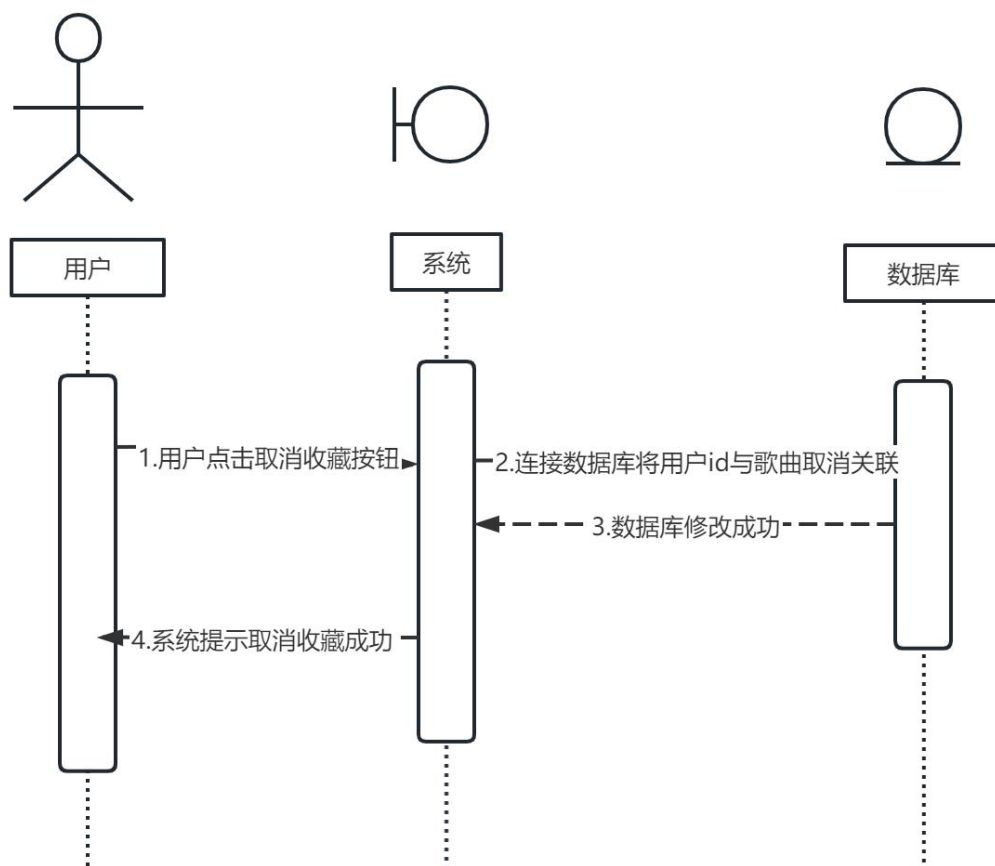 用户
系统
数据库
1.用户点击取消收藏按钮
2.连接数据库将用户id与歌曲取消关联
3.数据库修改成功
4.系统提示取消收藏成功